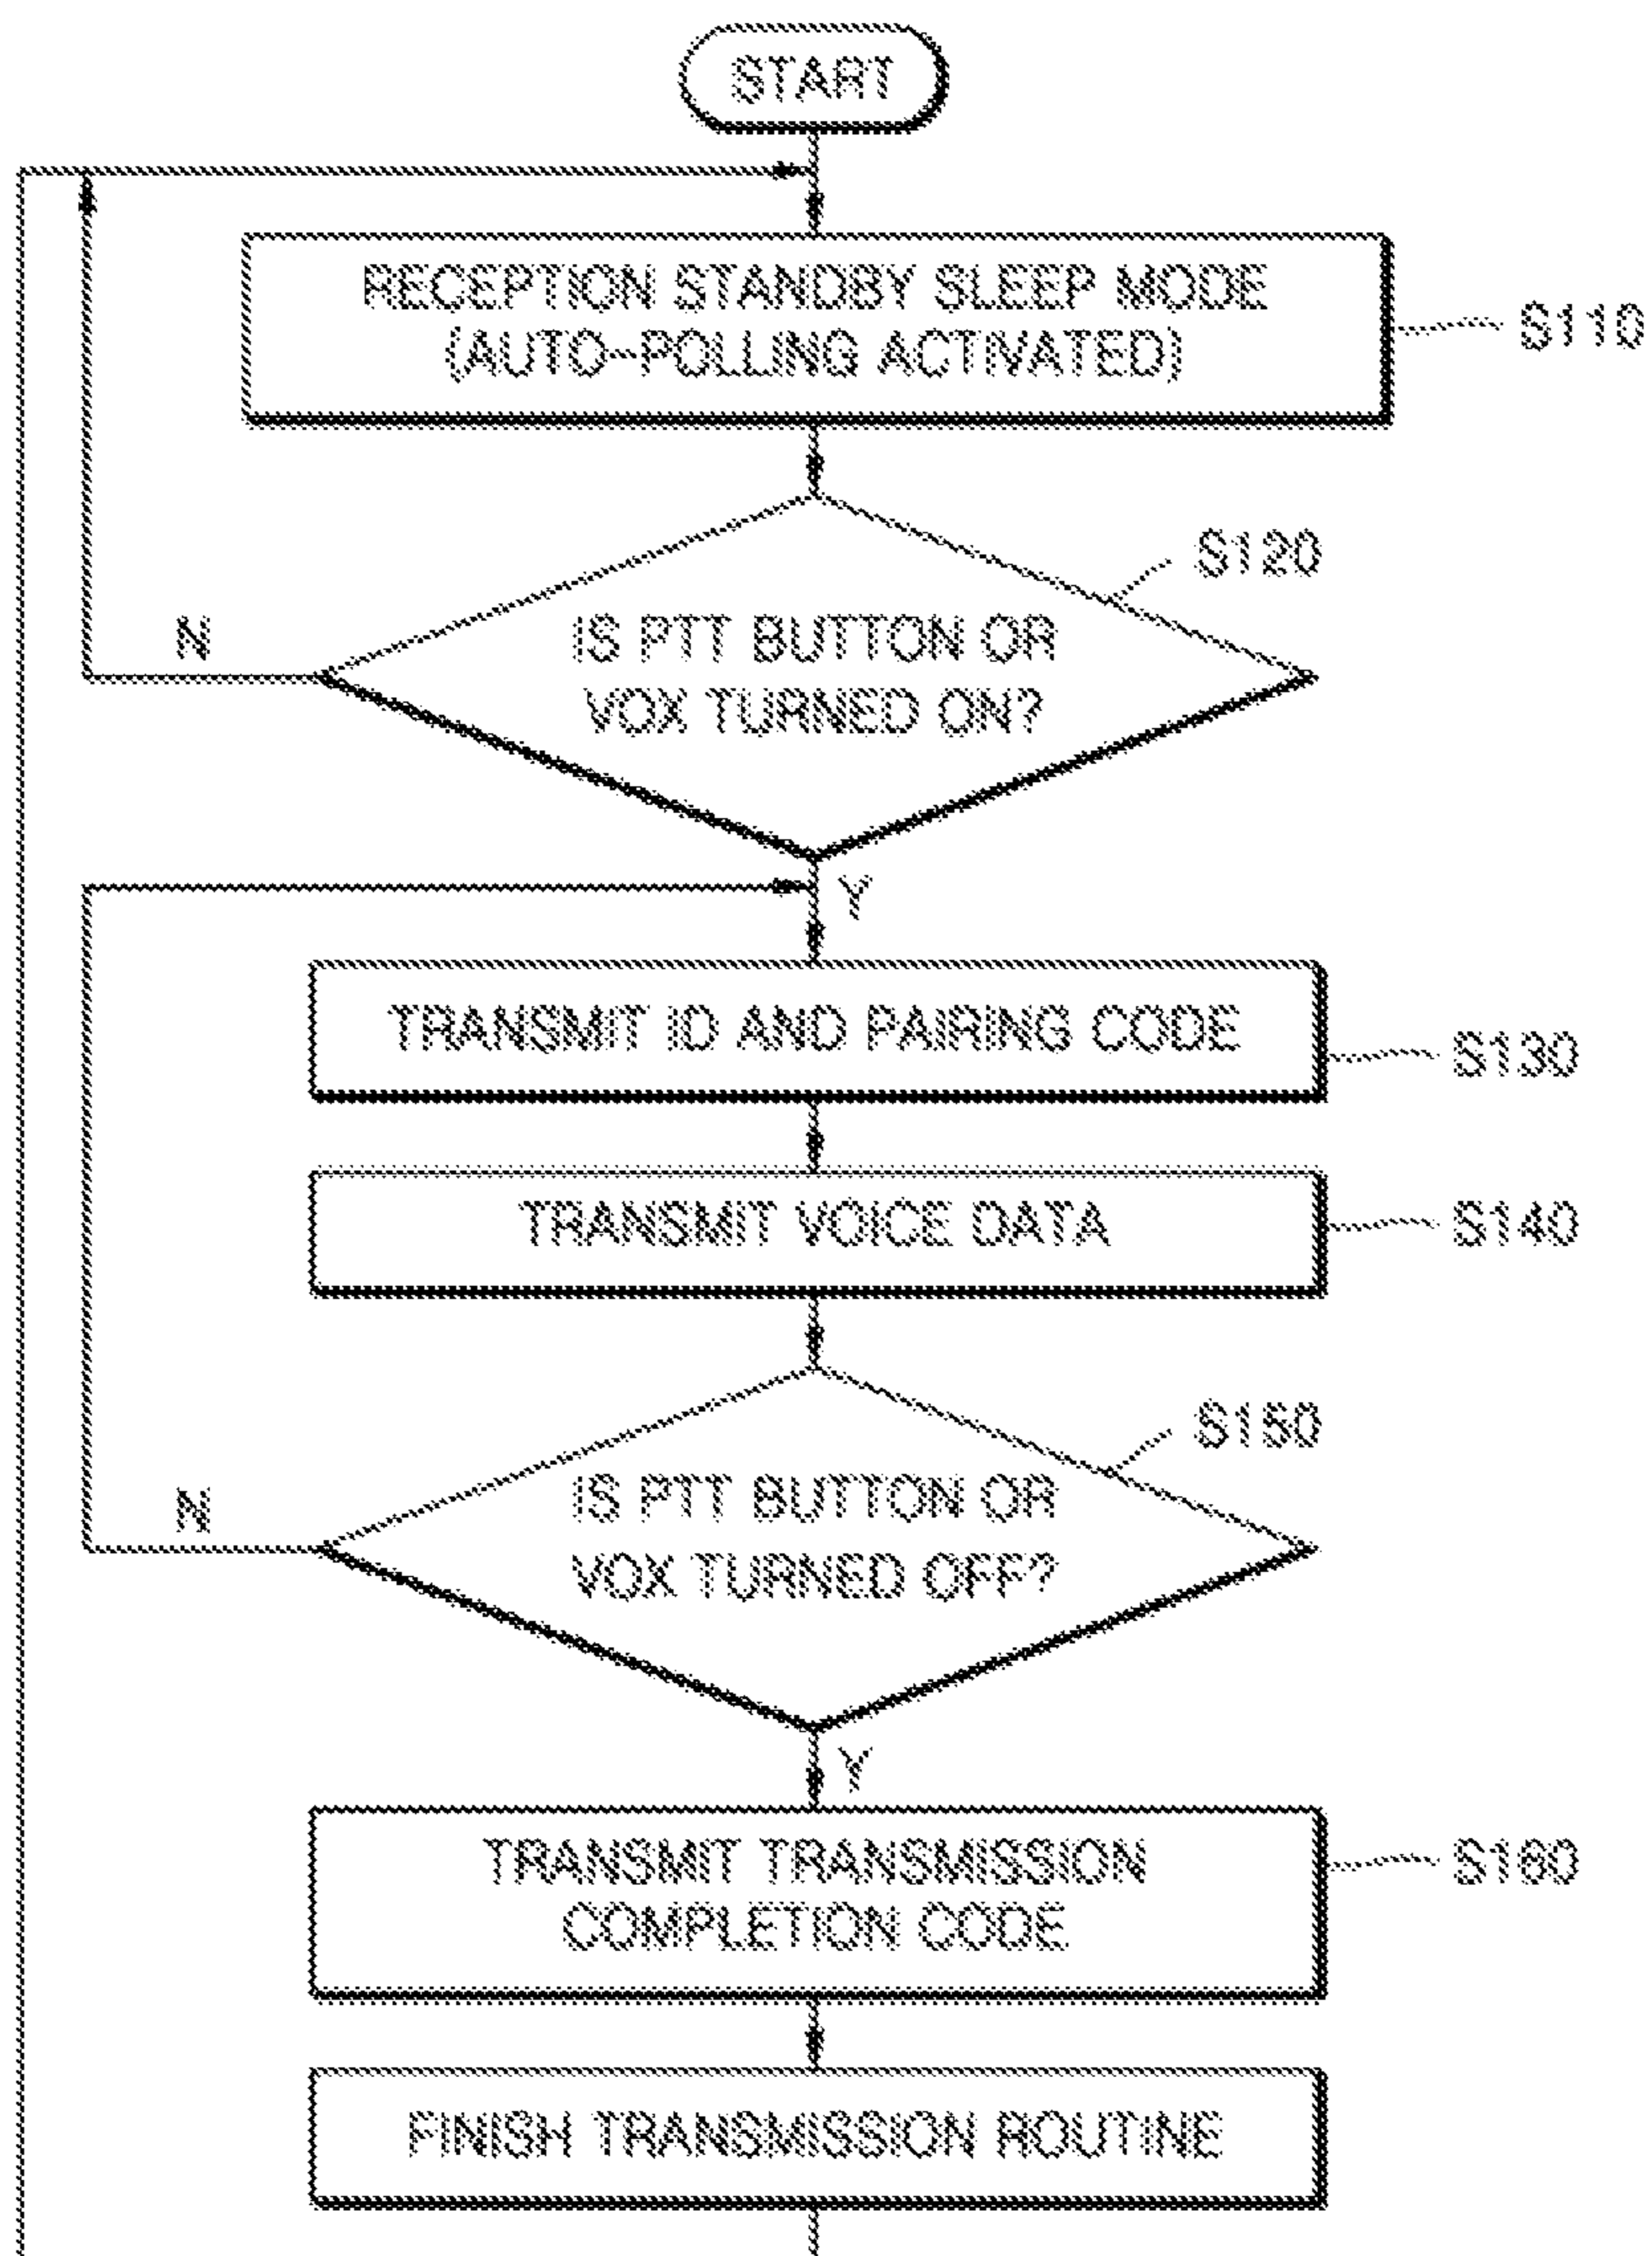 START
RECEPTION STANDBY SLEEP MODE
(AUTO-POLLING ACTIVATED)
S110
S120
N
IS PTT BUTTON OR
VOX TURNED ON?
Y
TRANSMIT ID AND PAIRING CODE
S130
TRANSMIT VOICE DATA
S140
S150
N
IS PTT BUTTON OR
VOX TURNED OFF?
Y
TRANSMIT TRANSMISSION
COMPLETION CODE
S160
FINISH TRANSMISSION ROUTINE